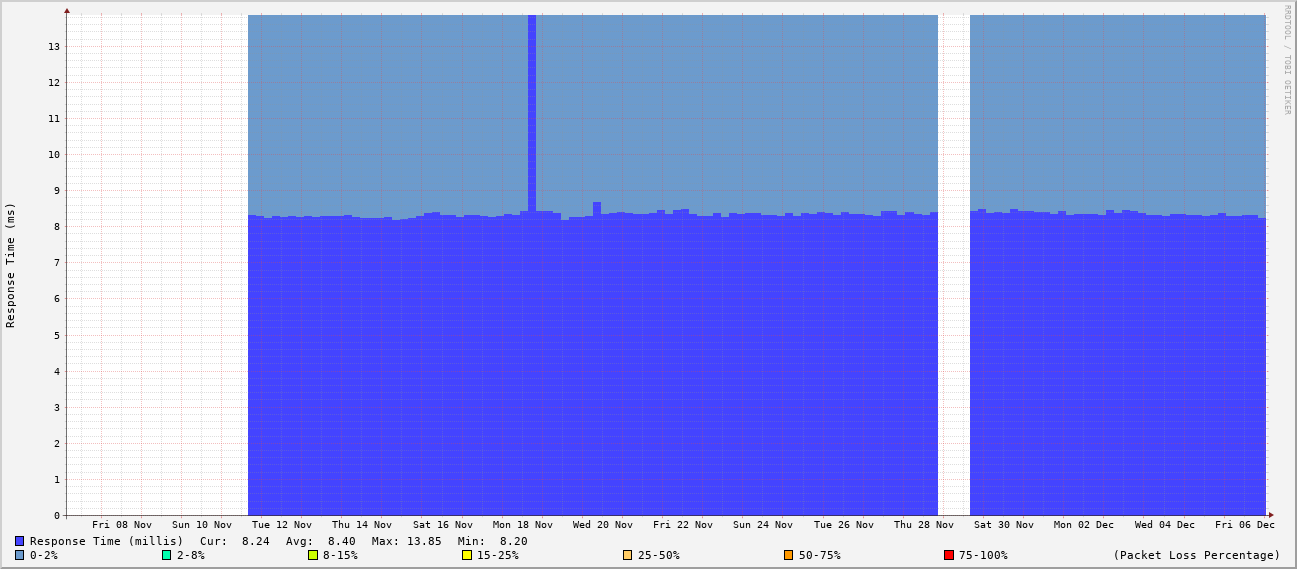 RRDTOOL / TOBI OETIKER
Response Time (ms)
13
12
11
10
9
8
7
6
5
4
3
2
1
0
Fri 08 Nov Sun 10 Nov Tue 12 Nov Thu 14 Nov Sat 16 Nov Mon 18 Nov Wed 20 Nov Fri 22 Nov Sun 24 Nov Tue 26 Nov Thu 28 Nov Sat 30 Nov Mon 02 Dec Wed 04 Dec Fri 06 Dec
Response Time (millis) Cur: 8.24 Avg: 8.40 Max: 13.85 Min: 8.20
0-2% 2-8% 8-15% 15-25% 25-50% 50-75% 75-100% (Packet Loss Percentage)